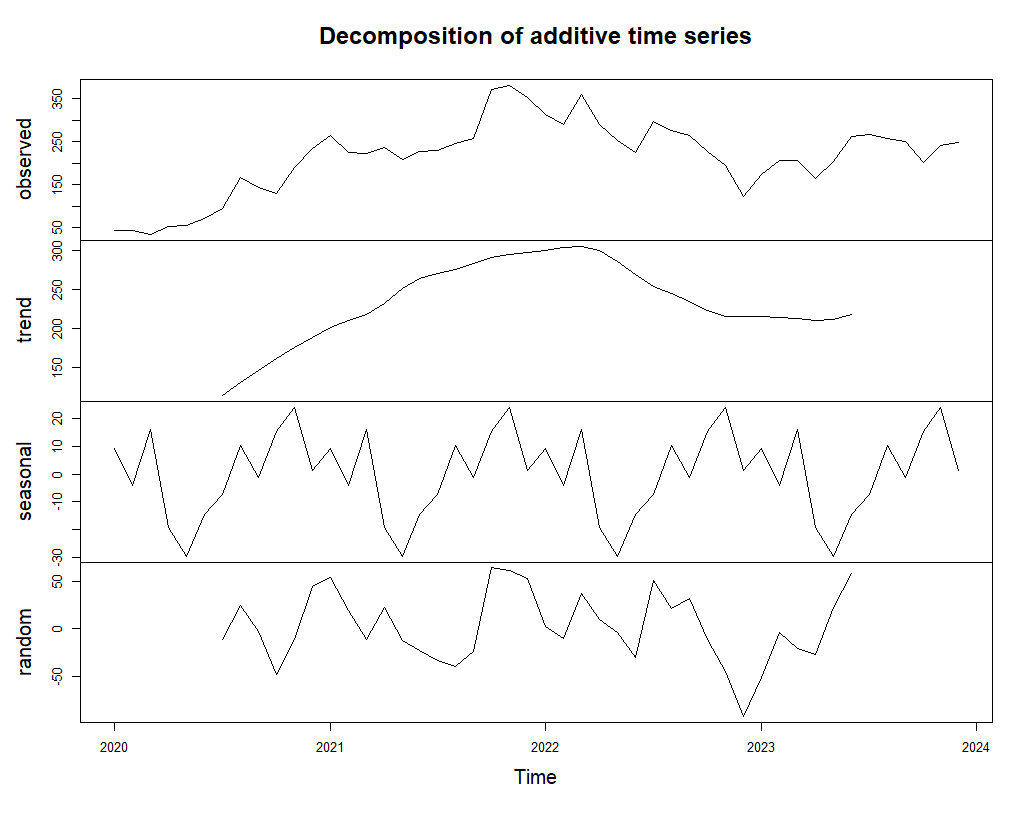 Decomposition of additive time series
observed
50 150 250 350
trend
150 200 250 300
seasonal
-30 -10 0 10 20
random
-50 0 50
2020 2021 2022 2023 2024
Time